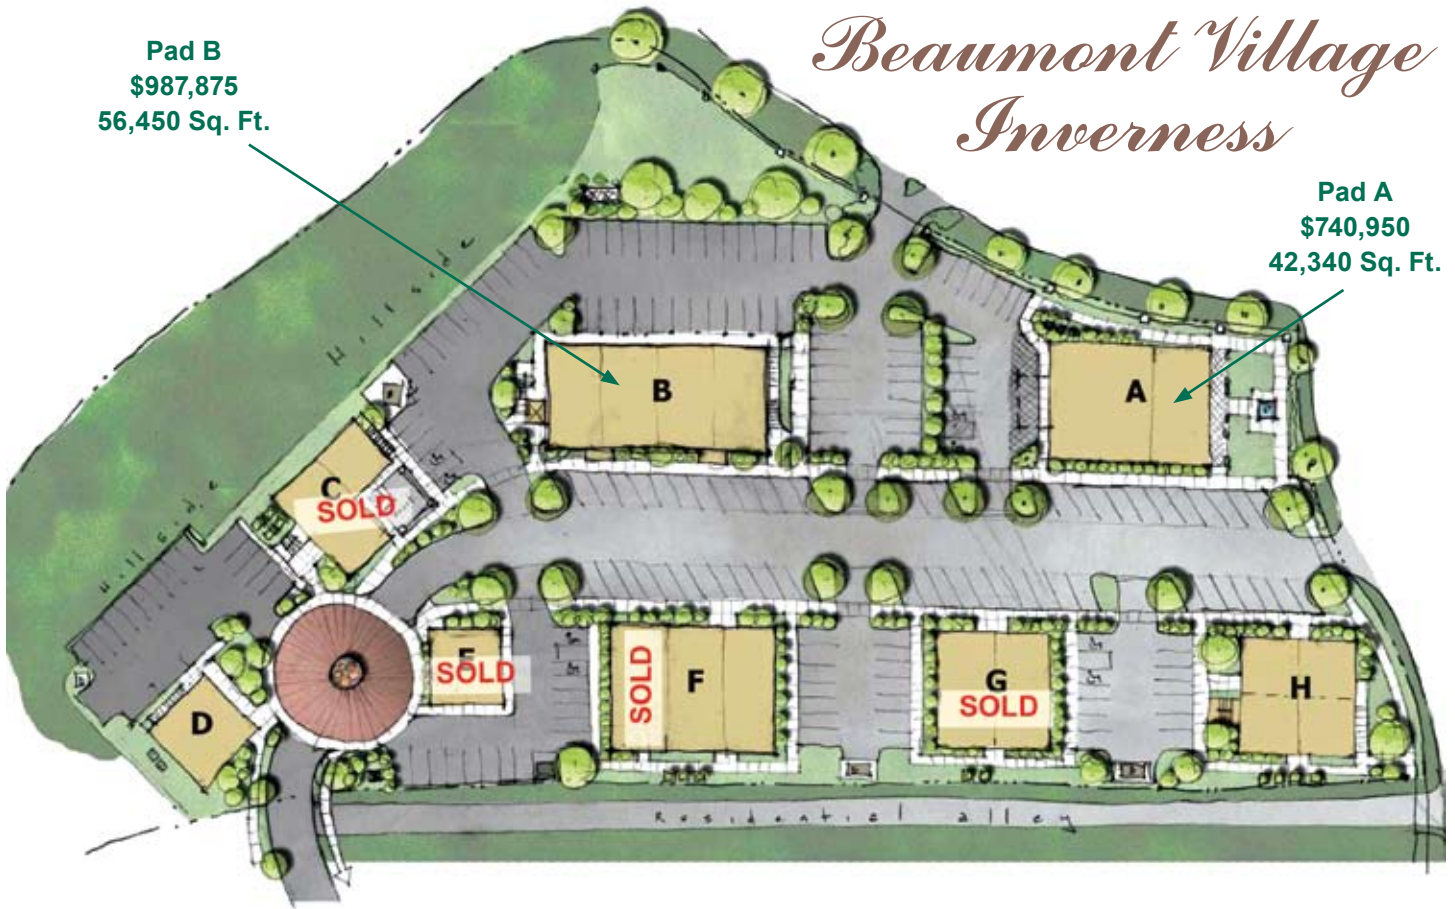 Beaumont Village
Inverness
Pad B
$987,875
56,450 Sq. Ft.
Pad A
$740,950
42,340 Sq. Ft.
Hillside
B
A
C
SOLD
Hillside
E
SOLD
SOLD
F
G
SOLD
H
D
Residential alley